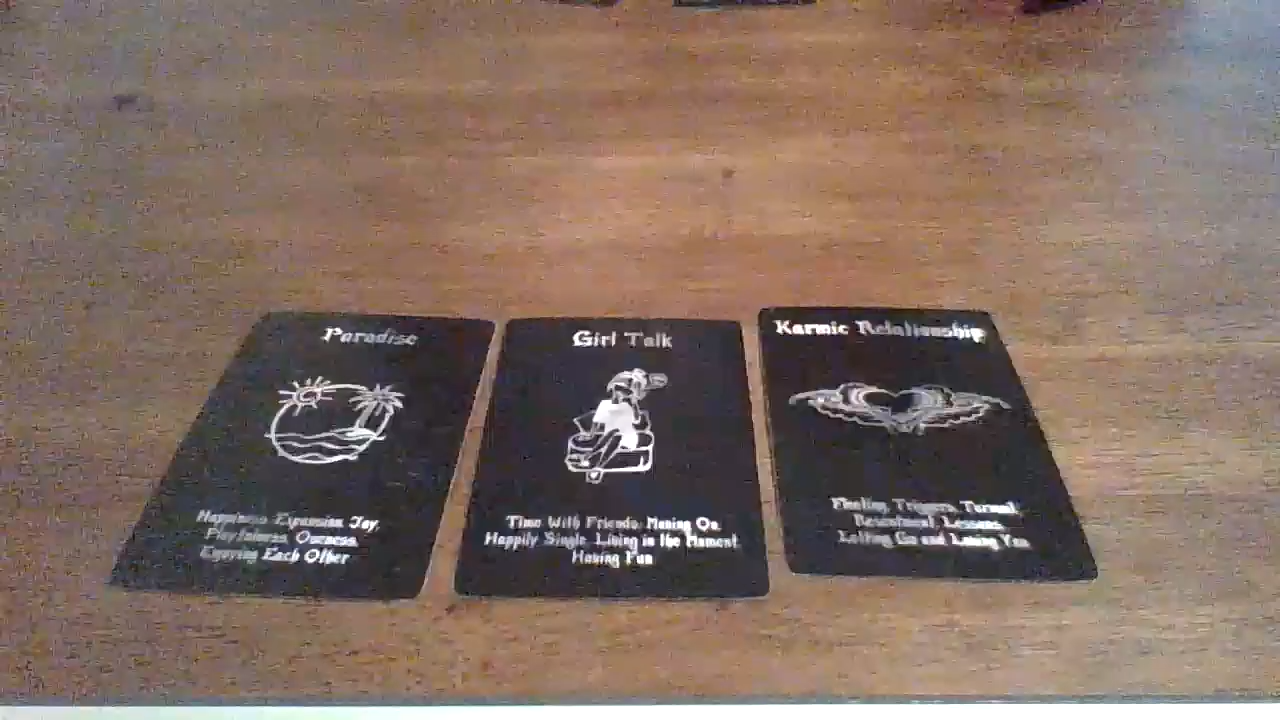 Paradise
Happiness, Expansion, Joy,
Playfulness, Oneness,
Enjoying Each Other
Girl Talk
Time With Friends, Moving On,
Happily Single, Living in the Moment,
Having Fun
Karmic Relationship
Healing, Triggers, Turmoil,
Resentment, Lessons,
Letting Go and Loving You